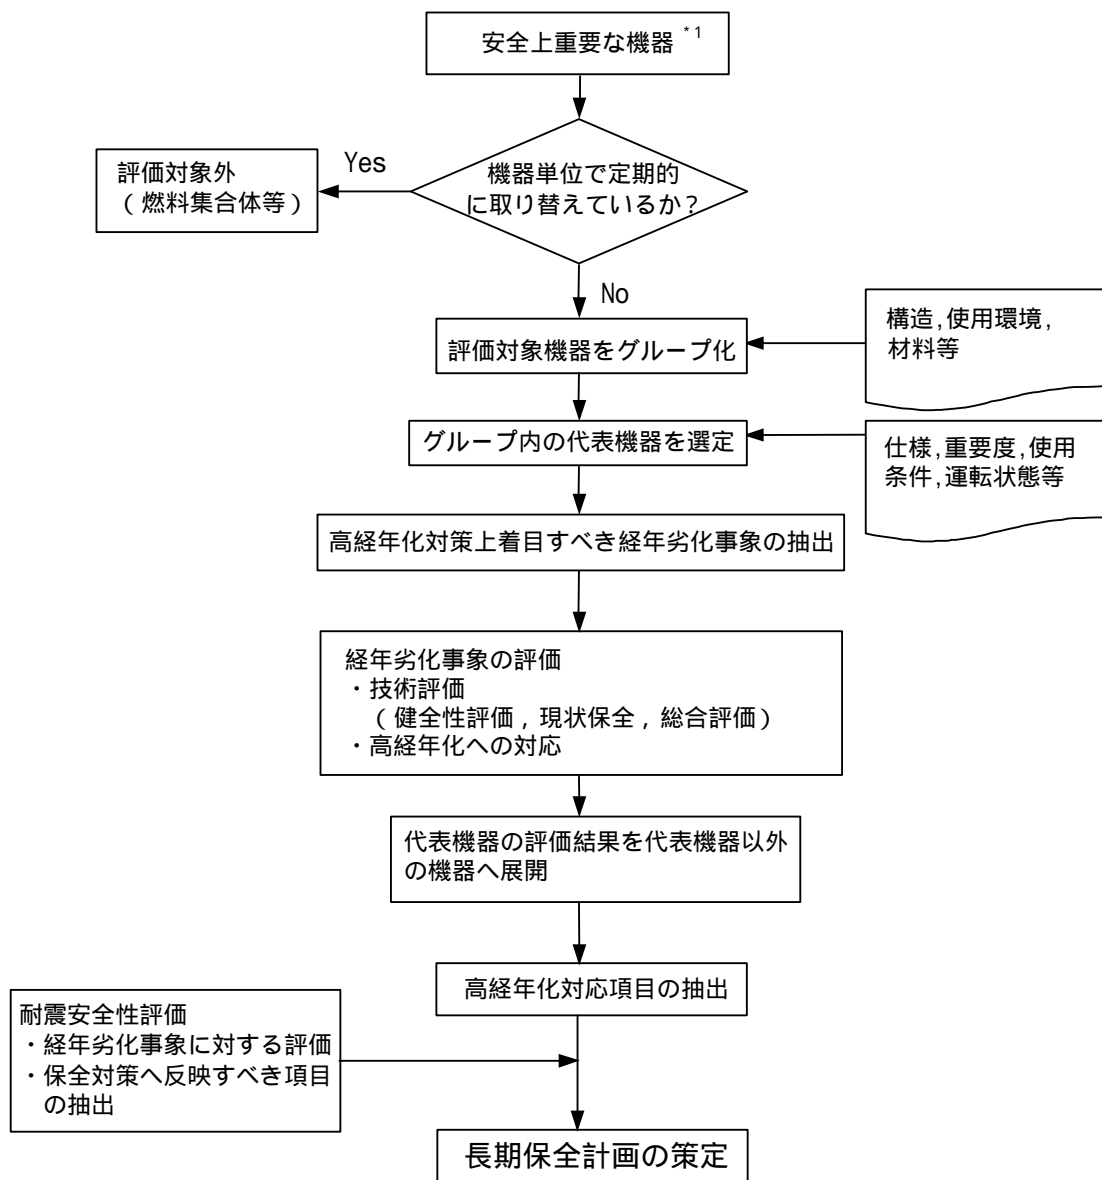 安全上重要な機器 *1
機器単位で定期的
に取り替えているか？
Yes
評価対象外
（燃料集合体等）
No
評価対象機器をグループ化
構造,使用環境,
材料等
グループ内の代表機器を選定
仕様,重要度,使用
条件,運転状態等
高経年化対策上着目すべき経年劣化事象の抽出
経年劣化事象の評価
・技術評価
（健全性評価，現状保全，総合評価）
・高経年化への対応
代表機器の評価結果を代表機器以外
の機器へ展開
高経年化対応項目の抽出
耐震安全性評価
・経年劣化事象に対する評価
・保全対策へ反映すべき項目
の抽出
長期保全計画の策定